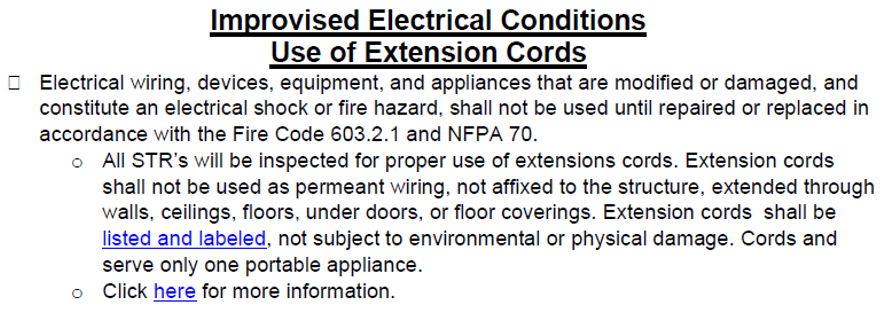 Improvised Electrical Conditions
Use of Extension Cords
☐ Electrical wiring, devices, equipment, and appliances that are modified or damaged, and
constitute an electrical shock or fire hazard, shall not be used until repaired or replaced in
accordance with the Fire Code 603.2.1 and NFPA 70.
○ All STR's will be inspected for proper use of extensions cords. Extension cords
shall not be used as permeant wiring, not affixed to the structure, extended through
walls, ceilings, floors, under doors, or floor coverings. Extension cords shall be
listed and labeled, not subject to environmental or physical damage. Cords and
serve only one portable appliance.
○ Click here for more information.